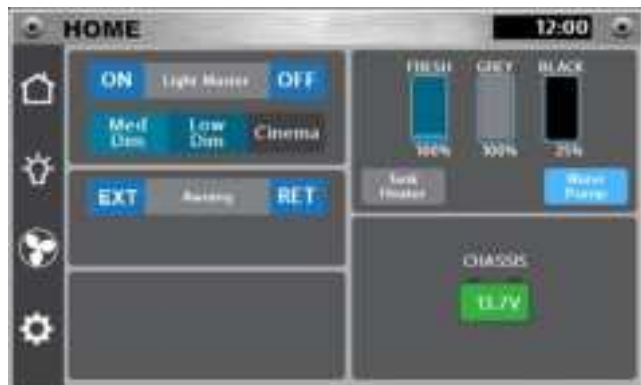 HOME
12:00
ON Light Master OFF
Med Dim Low Dim Cinema
EXT Awning RET
FRESH GREY BLACK
100% 100% 25%
Tank Heater
Water Pump
CHASSIS
13.7V